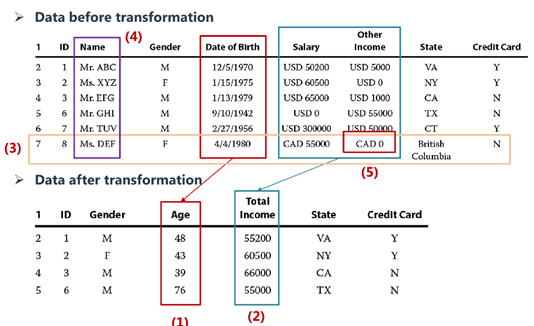 ➢ Data before transformation
(4)
Other
1 ID Name Gender Date of Birth Salary Income State Credit Card
2 1 Mr. ABC M 12/5/1970 USD 50200 USD 5000 VA Y
3 2 Ms. XYZ F 1/15/1975 USD 60500 USD 0 NY Y
4 3 Mr. EFG M 1/13/1979 USD 65000 USD 1000 CA N
5 6 Mr. GHI M 9/10/1942 USD 0 USD 55000 TX N
6 7 Mr. TUV M 2/27/1956 USD 300000 USD 50000 CT Y
(3) 7 8 Ms. DEF F 4/4/1980 CAD 55000 CAD 0 British N
Columbia
(5)
➢ Data after transformation
Total
1 ID Gender Age Income State Credit Card
2 1 M 48 55200 VA Y
3 2 F 43 60500 NY Y
4 3 M 39 66000 CA N
5 6 M 76 55000 TX N
(1) (2)